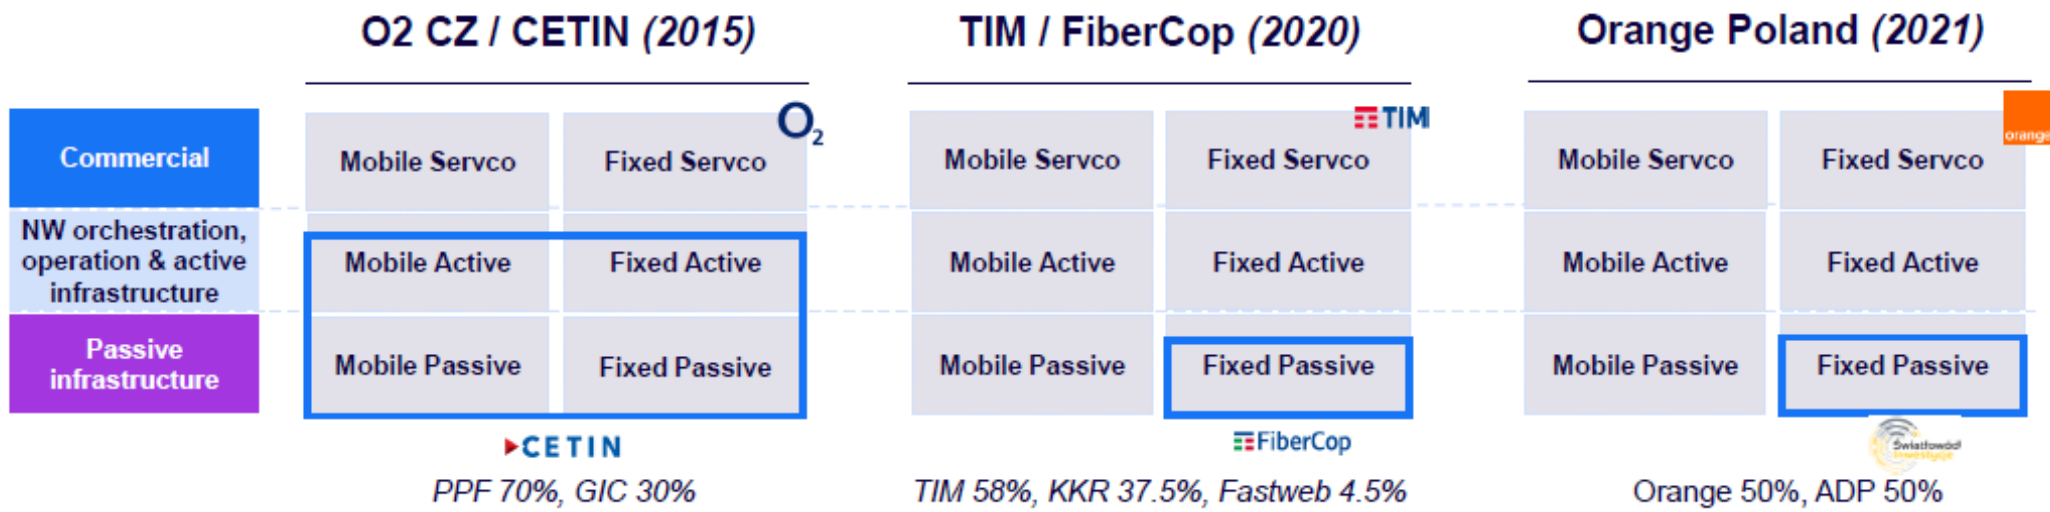 O2 CZ / CETIN (2015)
TIM / FiberCop (2020)
Orange Poland (2021)
O2
TIM
orange
Commercial
Mobile Servco
Fixed Servco
Mobile Servco
Fixed Servco
Mobile Servco
Fixed Servco
NW orchestration,
operation & active
infrastructure
Mobile Active
Fixed Active
Mobile Active
Fixed Active
Mobile Active
Fixed Active
Passive
infrastructure
Mobile Passive
Fixed Passive
Mobile Passive
Fixed Passive
Mobile Passive
Fixed Passive
CETIN
FiberCop
Światłowód
Inwestycje
PPF 70%, GIC 30%
TIM 58%, KKR 37.5%, Fastweb 4.5%
Orange 50%, ADP 50%